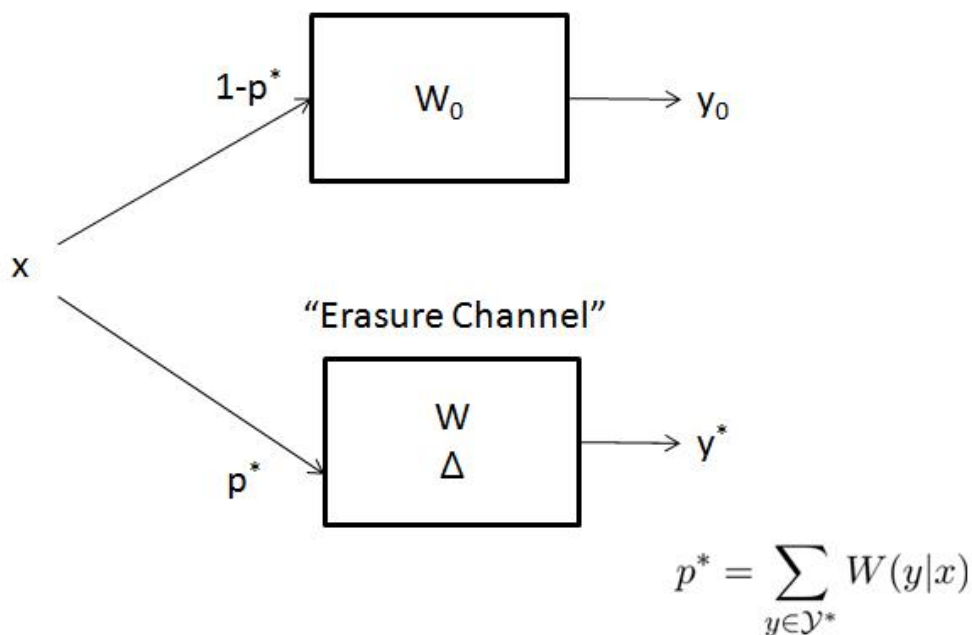 1-p*
W₀
y₀
x
“Erasure Channel”
W
Δ
y*
p*
p* = ∑ W(y|x)
y∈𝒴*